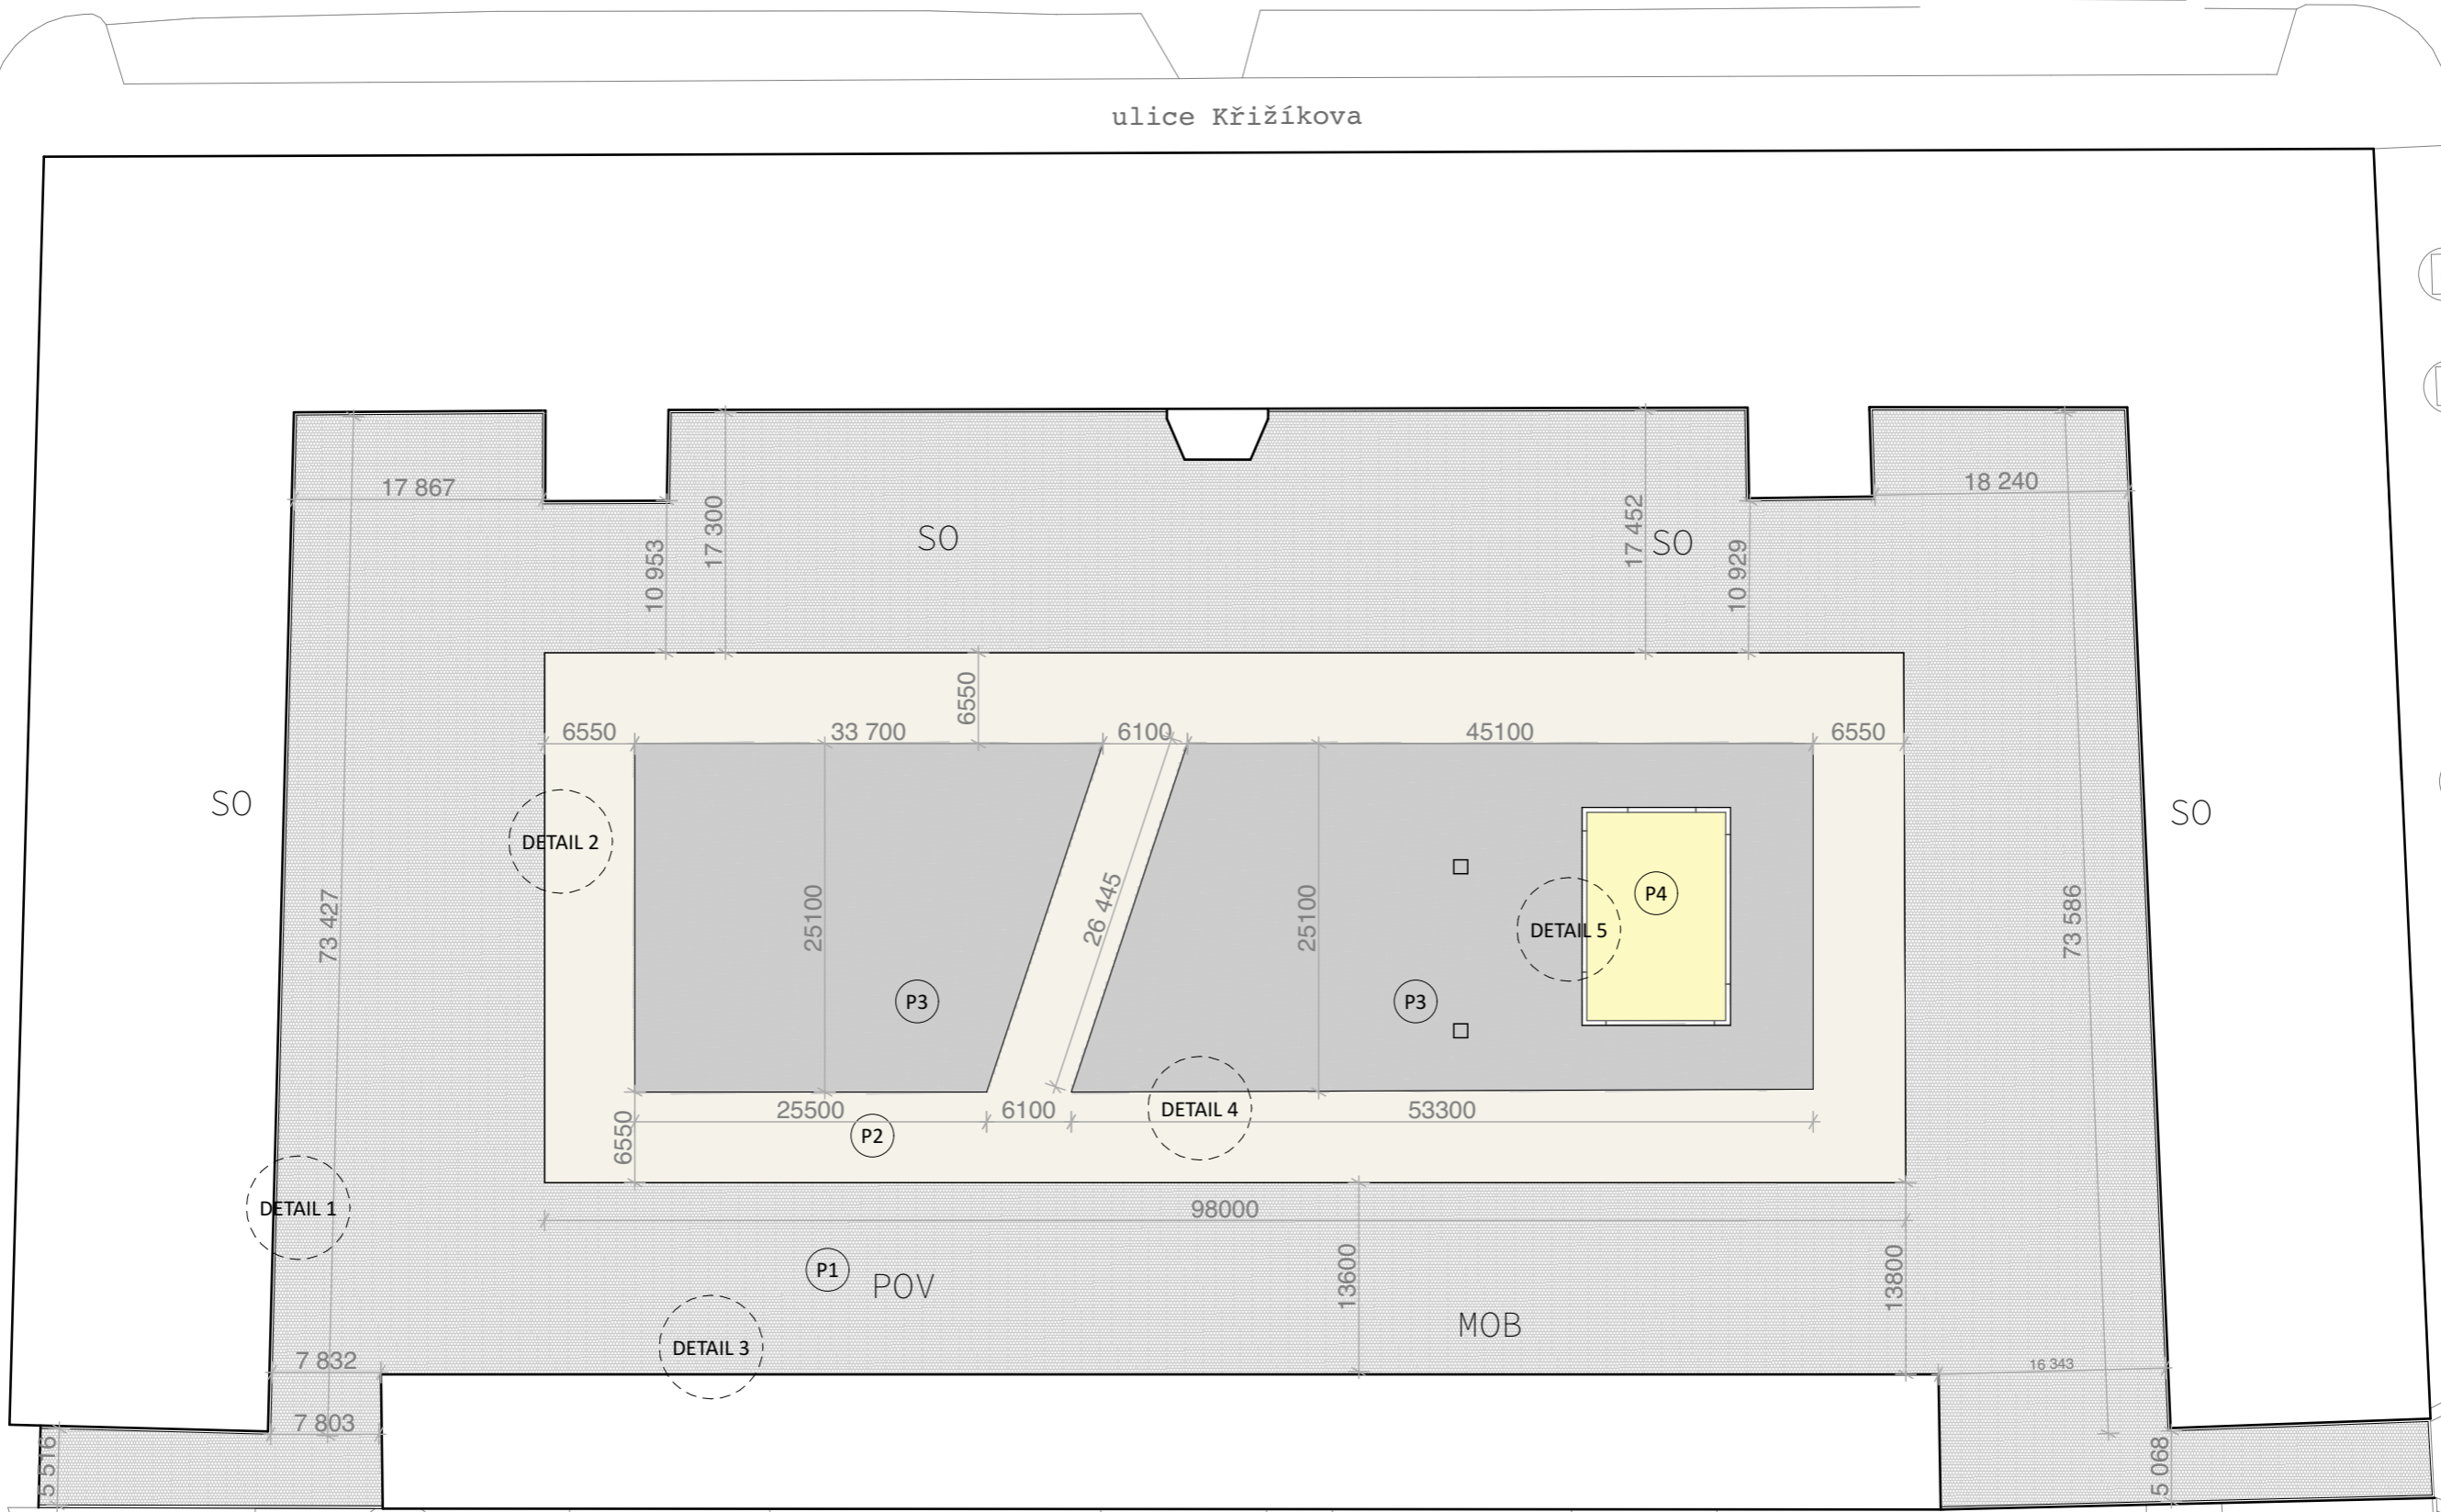 ulice Křižíkova
17 867
18 240
17 300
17 452
SO
SO
10 953
10 929
6550
6550
33 700
6100
45100
6550
SO
SO
DETAIL 2
P4
73 427
25100
26 445
25100
DETAIL 5
73 586
P3
P3
25500
6100
DETAIL 4
53300
6550
P2
DETAIL 1
98000
P1
POV
13600
13800
MOB
DETAIL 3
7 832
16 343
7 803
5 516
5 068